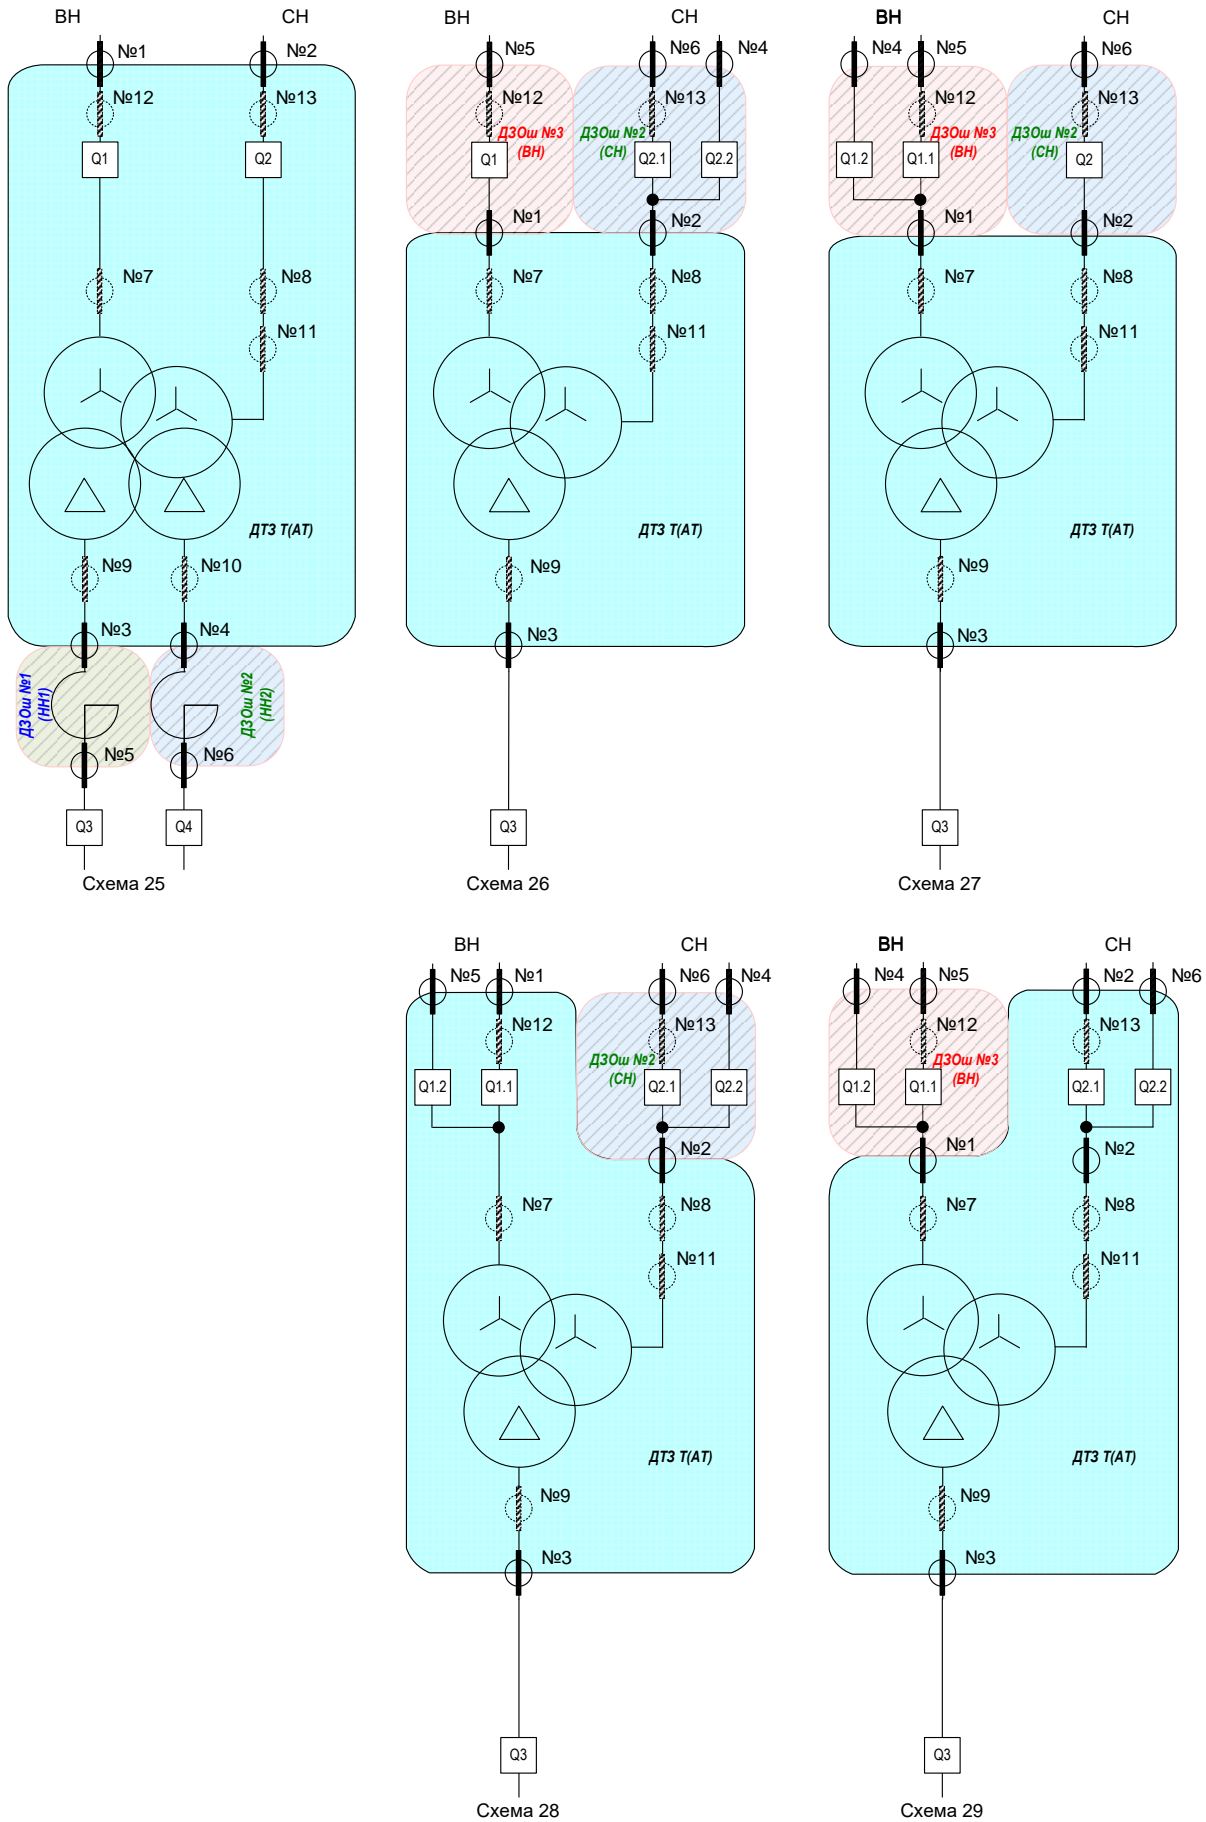 ВН
СН
№1
№2
№12
№13
Q1
Q2
№7
№8
№11
ДТЗ Т(АТ)
№9
№10
№3
№4
ДЗОш №1
(НН1)
ДЗОш №2
(НН2)
№5
№6
Q3
Q4
Схема 25
ВН
СН
№5
№6
№4
№12
№13
ДЗОш №3
(ВН)
ДЗОш №2
(СН)
Q1
Q2.1
Q2.2
№1
№2
№7
№8
№11
ДТЗ Т(АТ)
№9
№3
Q3
Схема 26
ВН
СН
№4
№5
№6
№12
№13
ДЗОш №3
(ВН)
ДЗОш №2
(СН)
Q1.2
Q1.1
Q2
№1
№2
№7
№8
№11
ДТЗ Т(АТ)
№9
№3
Q3
Схема 27
ВН
СН
№5
№1
№6
№4
№12
№13
ДЗОш №2
(СН)
Q1.2
Q1.1
Q2.1
Q2.2
№2
№7
№8
№11
ДТЗ Т(АТ)
№9
№3
Q3
Схема 28
ВН
СН
№4
№5
№2
№6
№12
№13
ДЗОш №3
(ВН)
Q1.2
Q1.1
Q2.1
Q2.2
№1
№2
№7
№8
№11
ДТЗ Т(АТ)
№9
№3
Q3
Схема 29